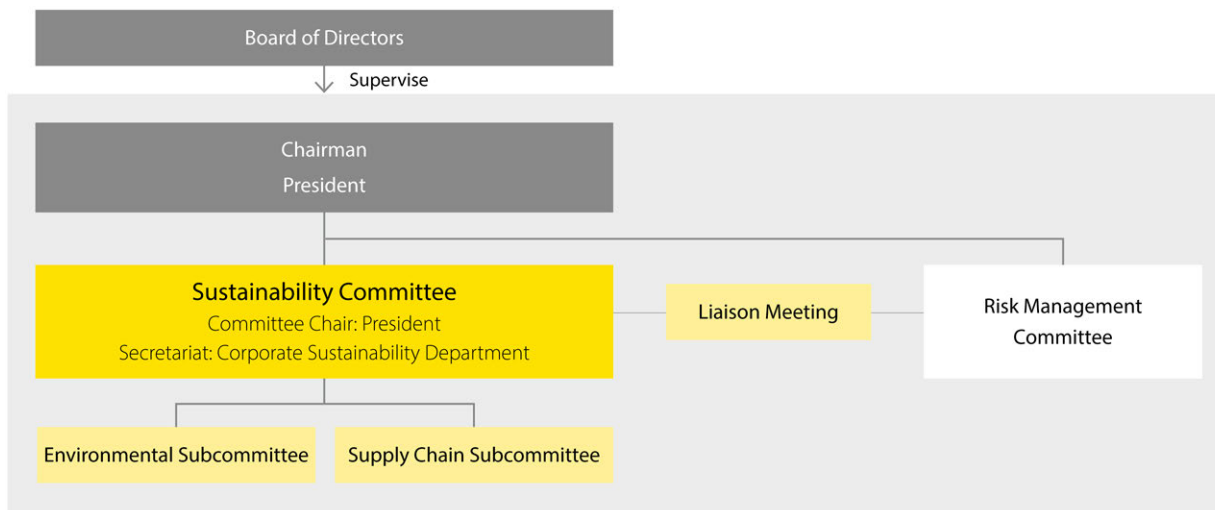 Board of Directors
Supervise
Chairman
President
Sustainability Committee
Committee Chair: President
Secretariat: Corporate Sustainability Department
Liaison Meeting
Risk Management
Committee
Environmental Subcommittee
Supply Chain Subcommittee